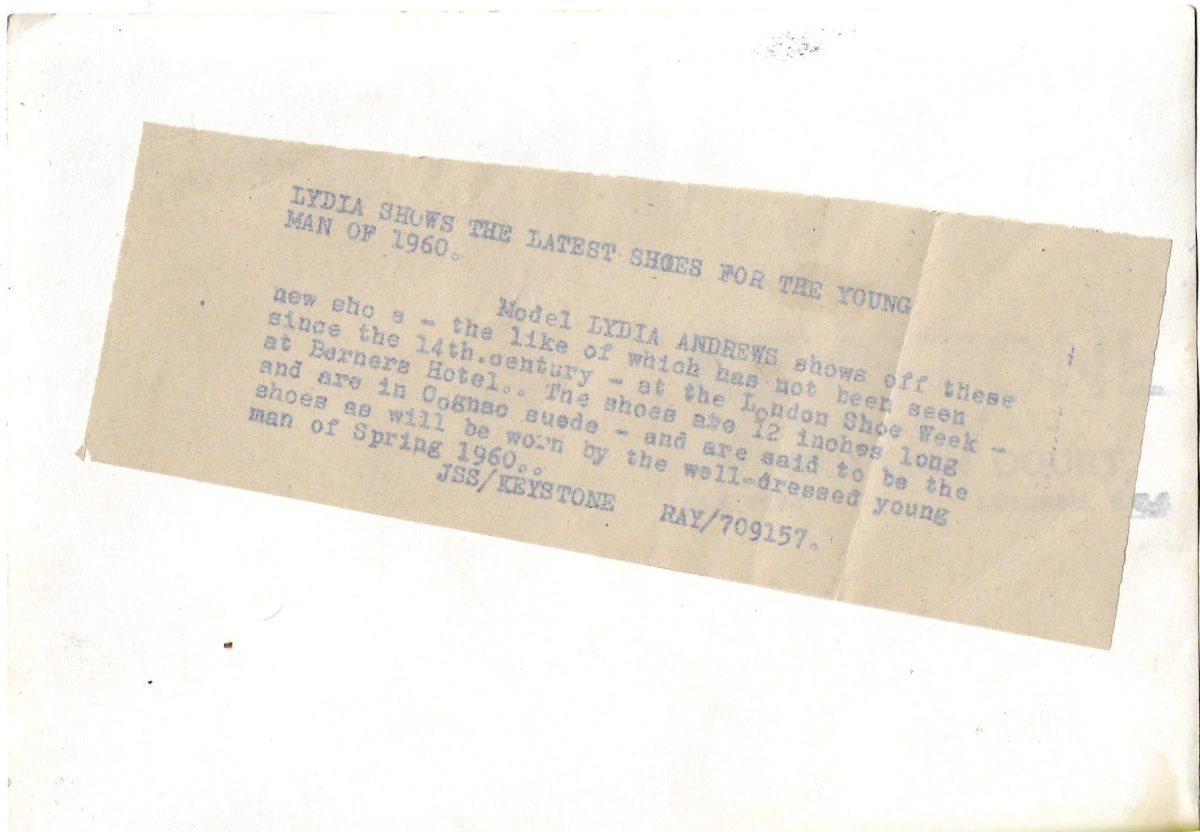 LYDIA SHOWS THE LATEST SHOES FOR THE YOUNG
MAN OF 1960.
Model LYDIA ANDREWS shows off these
new sho s - the like of which has not been seen
since the 14th.century - at the London Shoe Week -
at Berners Hotel.. The shoes are 12 inches long
and are in Cognac suede - and are said to be the
shoes as will be worn by the well-dressed young
man of Spring 1960..
JSS/KEYSTONE RAY/709157.